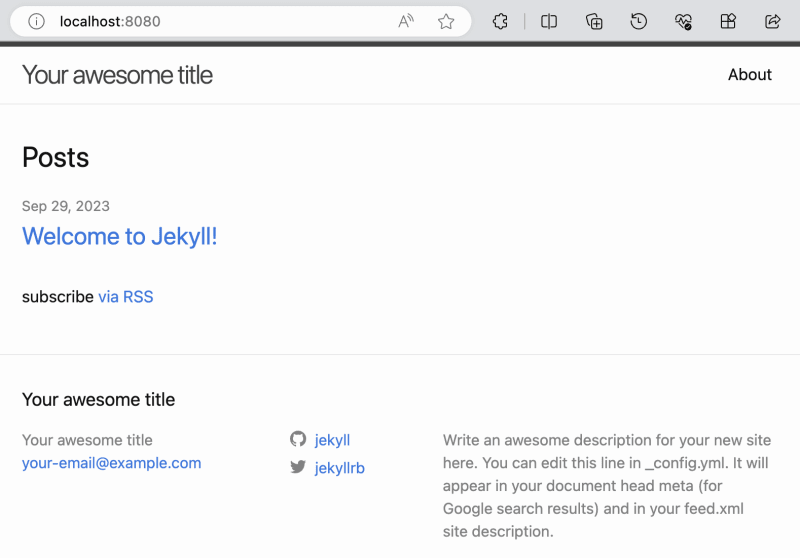 localhost:8080
Your awesome title
About
Posts
Sep 29, 2023
Welcome to Jekyll!
subscribe via RSS
Your awesome title
Your awesome title
your-email@example.com
jekyll
jekyllrb
Write an awesome description for your new site
here. You can edit this line in _config.yml. It will
appear in your document head meta (for
Google search results) and in your feed.xml
site description.